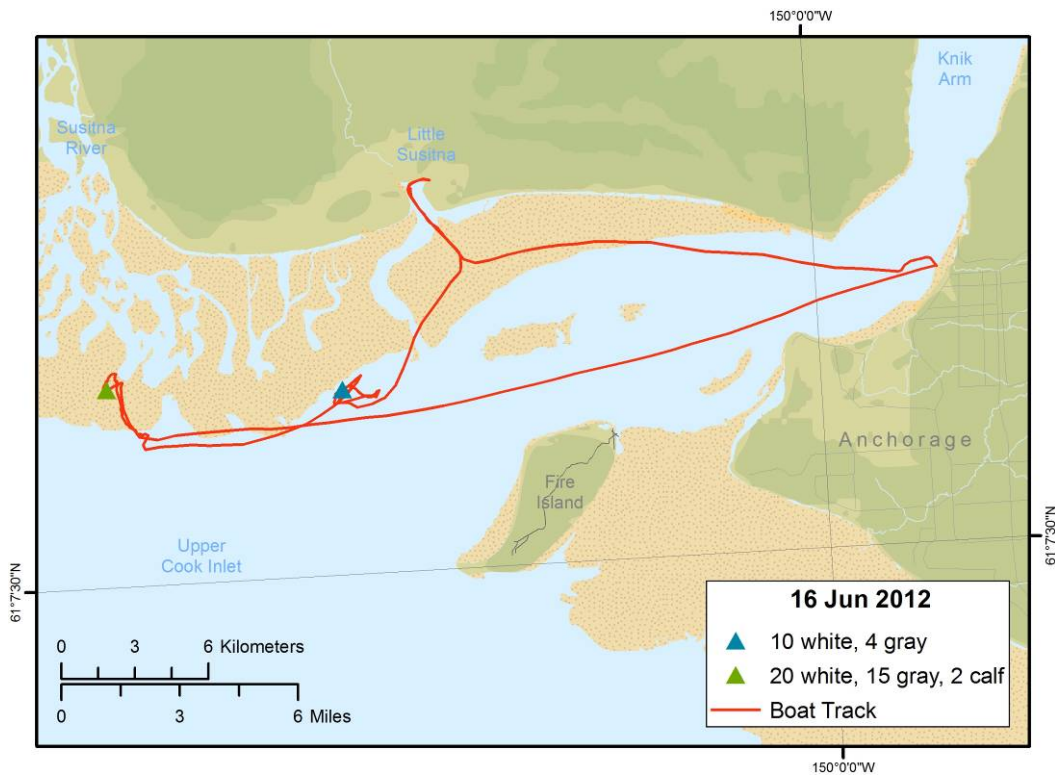 150°0'0"W
Knik
Arm
Susitna
River
Little
Susitna
Anchorage
Fire
Island
Upper
Cook Inlet
61°7'30"N
61°7'30"N
16 Jun 2012
10 white, 4 gray
20 white, 15 gray, 2 calf
Boat Track
0 3 6 Kilometers
0 3 6 Miles
150°0'0"W